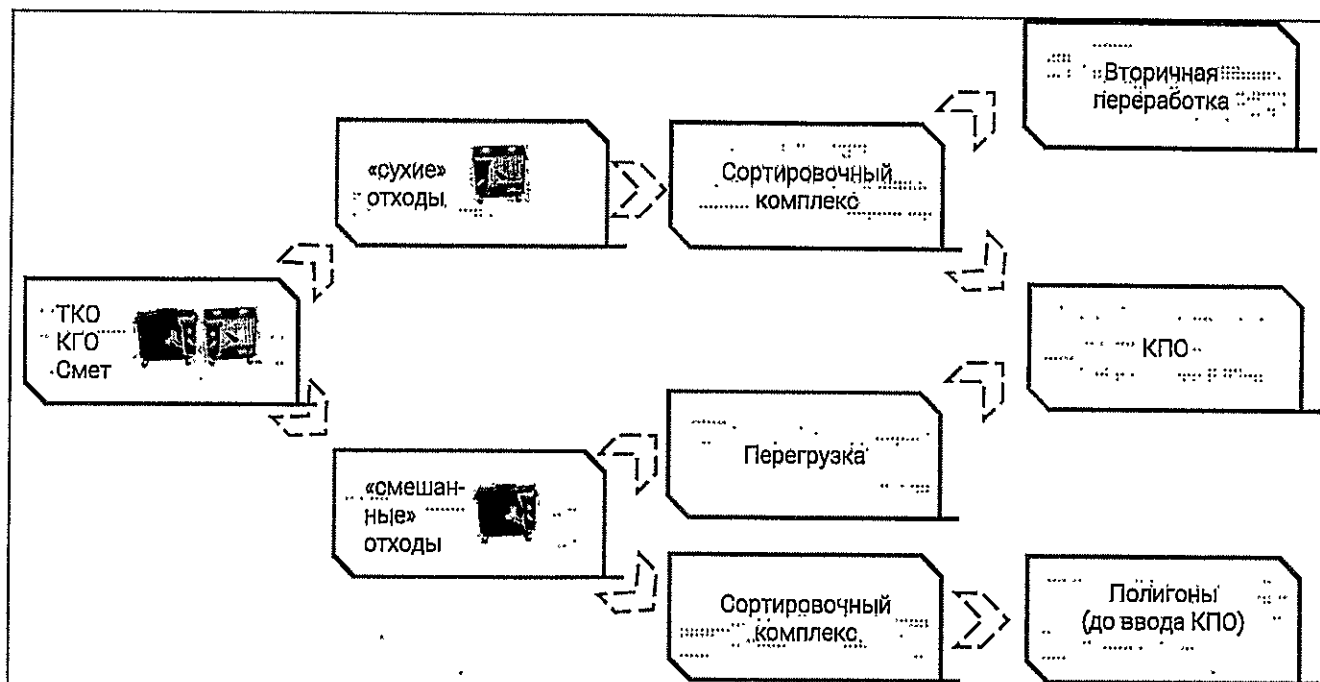 Вторичная
переработка
«сухие»
отходы
Сортировочный
комплекс
ТКО
КГО
Смет
КПО
Перегрузка
«смешан-
ные»
отходы
Сортировочный
комплекс
Полигоны
(до ввода КПО)